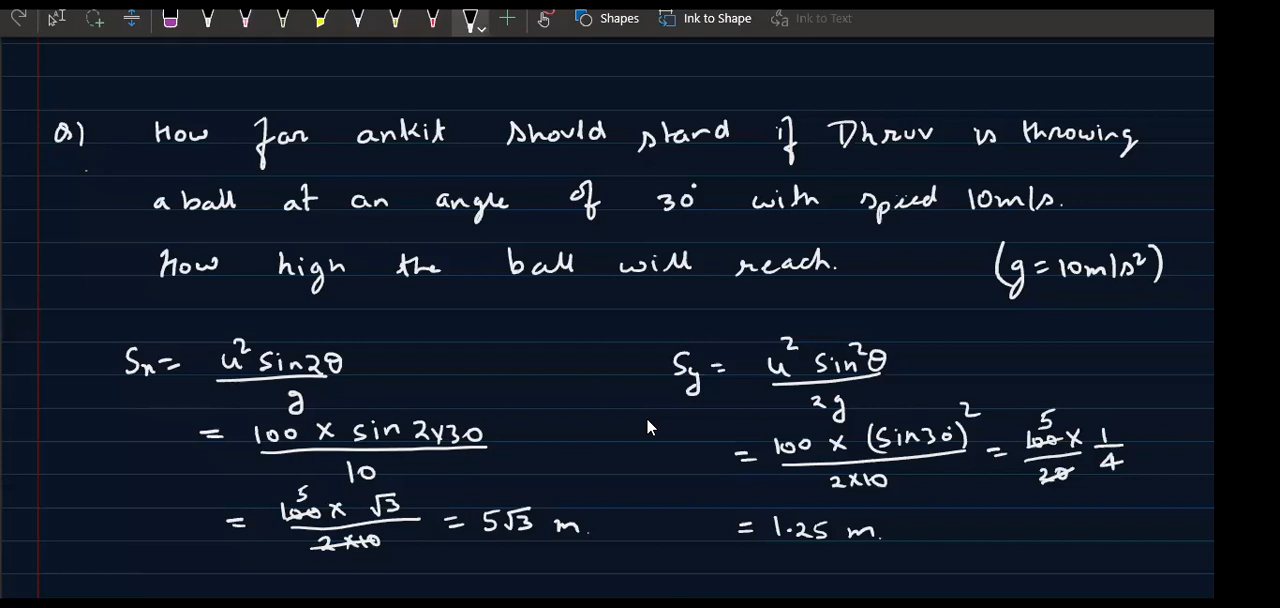 Shapes Ink to Shape Ink to Text
Q1) How far ankit should stand if Dhruv is throwing
a ball at an angle of 30° with speed 10m/s.
How high the ball will reach. (g = 10m/s²)
Sx = u² sin2θ / g
= 100 × sin 2×30 / 10
= 100 5 × √3 / 2×10 = 5√3 m.
Sy = u² sin²θ / 2g
= 100 × (sin30°)² / 2×10 = 100 5 × / 20 1/4
= 1.25 m.